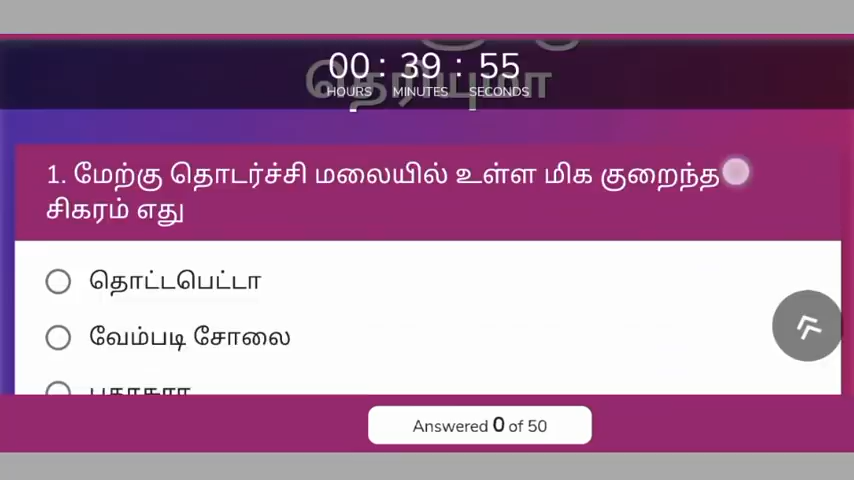 தெரியுமா
00 : 39 : 55
HOURS MINUTES SECONDS
1. மேற்கு தொடர்ச்சி மலையில் உள்ள மிக குறைந்த
சிகரம் எது
தொட்டபெட்டா
வேம்படி சோலை
Answered 0 of 50